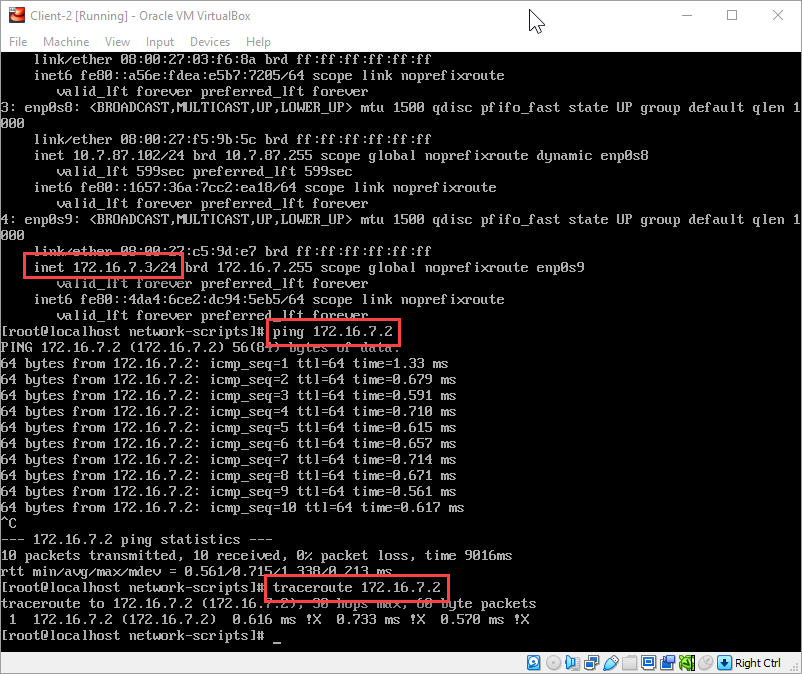 Client-2 [Running] - Oracle VM VirtualBox
File Machine View Input Devices Help
link/ether 08:00:27:03:f6:8a brd ff:ff:ff:ff:ff:ff
inet6 fe80::a56e:fdea:e5b7:7205/64 scope link noprefixroute
valid_lft forever preferred_lft forever
3: enp0s8: <BROADCAST,MULTICAST,UP,LOWER_UP> mtu 1500 qdisc pfifo_fast state UP group default qlen 1
000
link/ether 08:00:27:f5:9b:5c brd ff:ff:ff:ff:ff:ff
inet 10.7.87.102/24 brd 10.7.87.255 scope global noprefixroute dynamic enp0s8
valid_lft 599sec preferred_lft 599sec
inet6 fe80::1657:36a:7cc2:ea18/64 scope link noprefixroute
valid_lft forever preferred_lft forever
4: enp0s9: <BROADCAST,MULTICAST,UP,LOWER_UP> mtu 1500 qdisc pfifo_fast state UP group default qlen 1
000
link/ether 08:00:27:c5:9d:e7 brd ff:ff:ff:ff:ff:ff
inet 172.16.7.3/24 brd 172.16.7.255 scope global noprefixroute enp0s9
valid_lft forever preferred_lft forever
inet6 fe80::4da4:6ce2:dc94:5eb5/64 scope link noprefixroute
valid_lft forever preferred_lft forever
[root@localhost network-scripts]# ping 172.16.7.2
PING 172.16.7.2 (172.16.7.2) 56(84) bytes of data.
64 bytes from 172.16.7.2: icmp_seq=1 ttl=64 time=1.33 ms
64 bytes from 172.16.7.2: icmp_seq=2 ttl=64 time=0.679 ms
64 bytes from 172.16.7.2: icmp_seq=3 ttl=64 time=0.591 ms
64 bytes from 172.16.7.2: icmp_seq=4 ttl=64 time=0.710 ms
64 bytes from 172.16.7.2: icmp_seq=5 ttl=64 time=0.615 ms
64 bytes from 172.16.7.2: icmp_seq=6 ttl=64 time=0.657 ms
64 bytes from 172.16.7.2: icmp_seq=7 ttl=64 time=0.714 ms
64 bytes from 172.16.7.2: icmp_seq=8 ttl=64 time=0.671 ms
64 bytes from 172.16.7.2: icmp_seq=9 ttl=64 time=0.561 ms
64 bytes from 172.16.7.2: icmp_seq=10 ttl=64 time=0.617 ms
^C
--- 172.16.7.2 ping statistics ---
10 packets transmitted, 10 received, 0% packet loss, time 9016ms
rtt min/avg/max/mdev = 0.561/0.715/1.338/0.213 ms
[root@localhost network-scripts]# traceroute 172.16.7.2
traceroute to 172.16.7.2 (172.16.7.2), 30 hops max, 60 byte packets
1 172.16.7.2 (172.16.7.2) 0.616 ms !X 0.733 ms !X 0.570 ms !X
[root@localhost network-scripts]# _
Right Ctrl